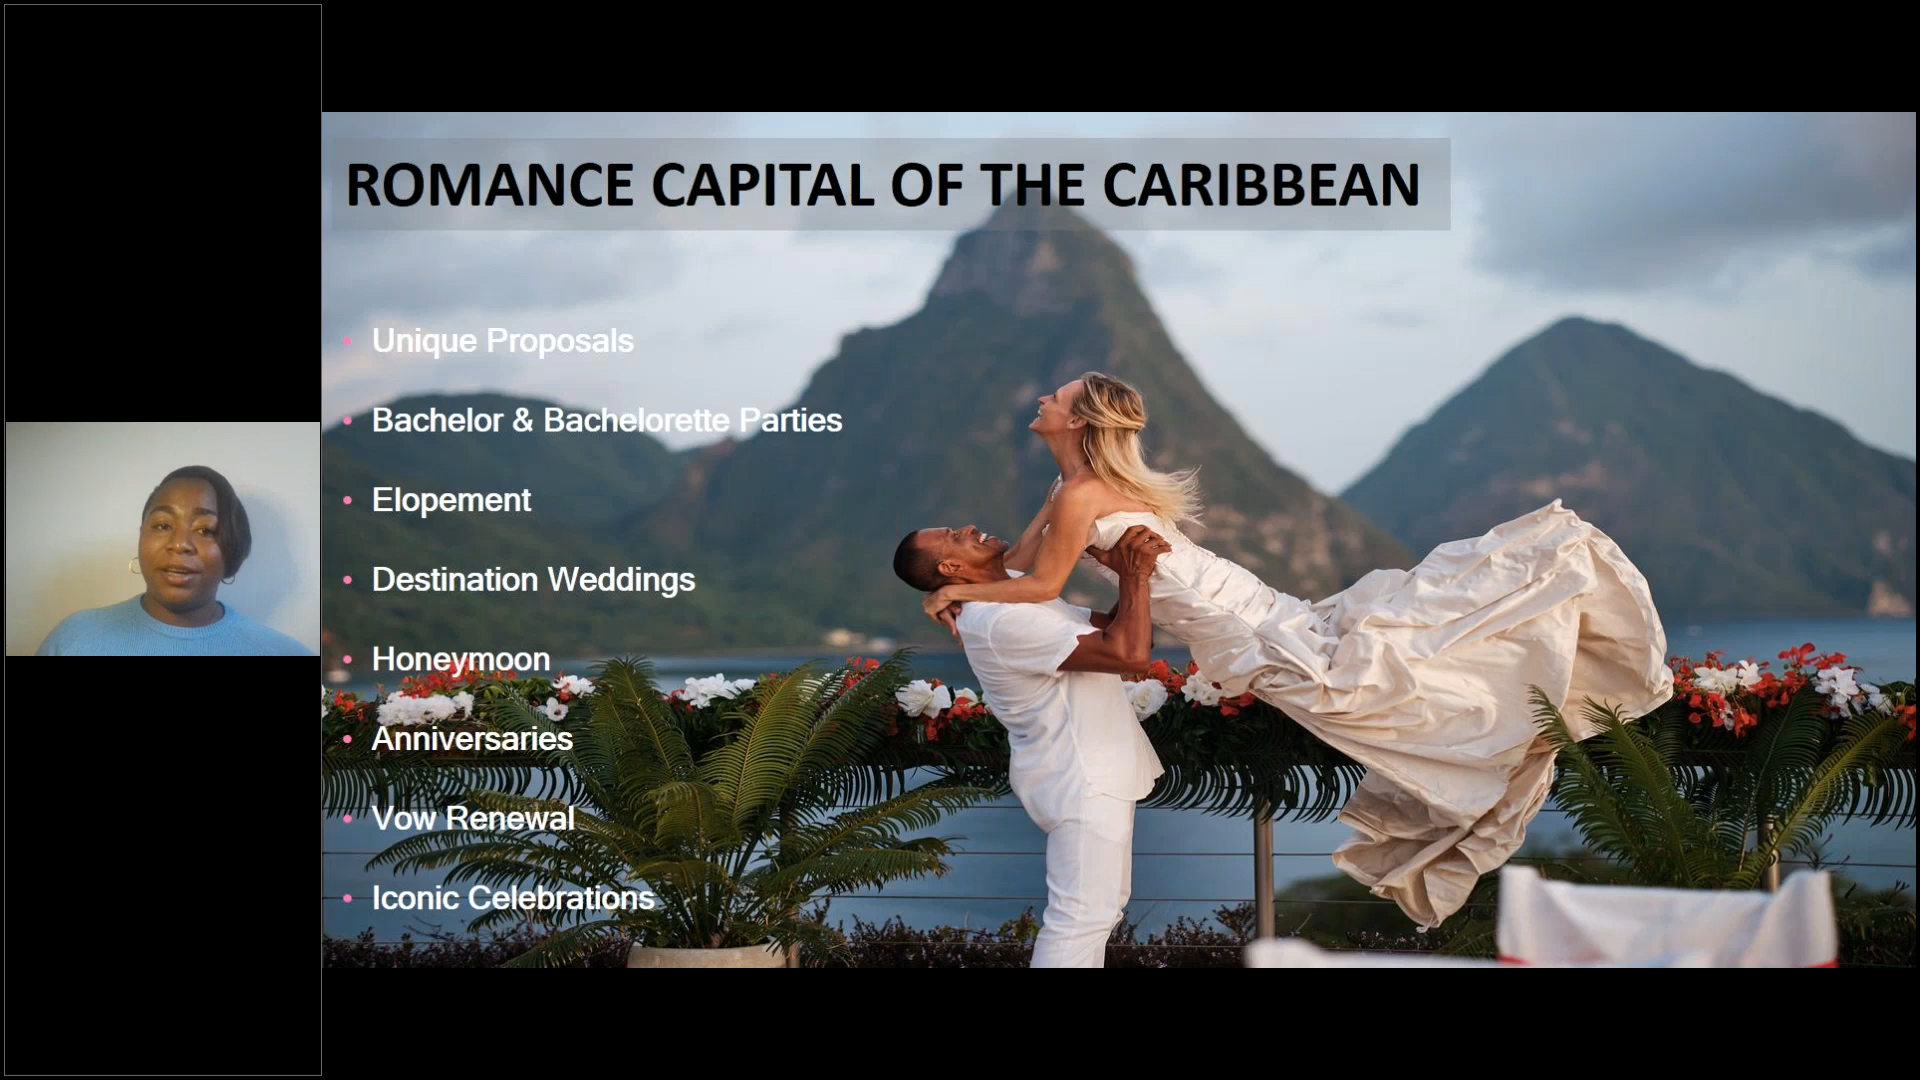 ROMANCE CAPITAL OF THE CARIBBEAN
• Unique Proposals
• Bachelor & Bachelorette Parties
• Elopement
• Destination Weddings
• Honeymoon
• Anniversaries
• Vow Renewal
• Iconic Celebrations